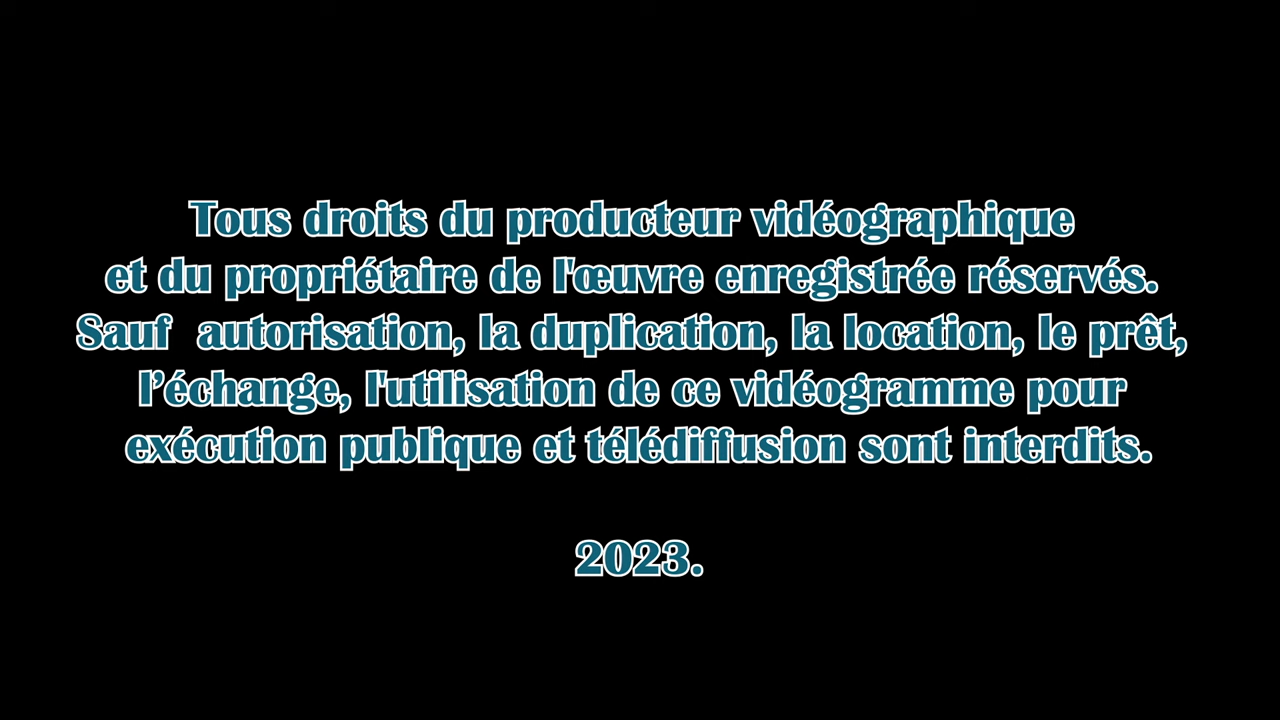 Tous droits du producteur vidéographique
et du propriétaire de l'œuvre enregistrée réservés.
Sauf  autorisation, la duplication, la location, le prêt,
l’échange, l'utilisation de ce vidéogramme pour
exécution publique et télédiffusion sont interdits.
2023.